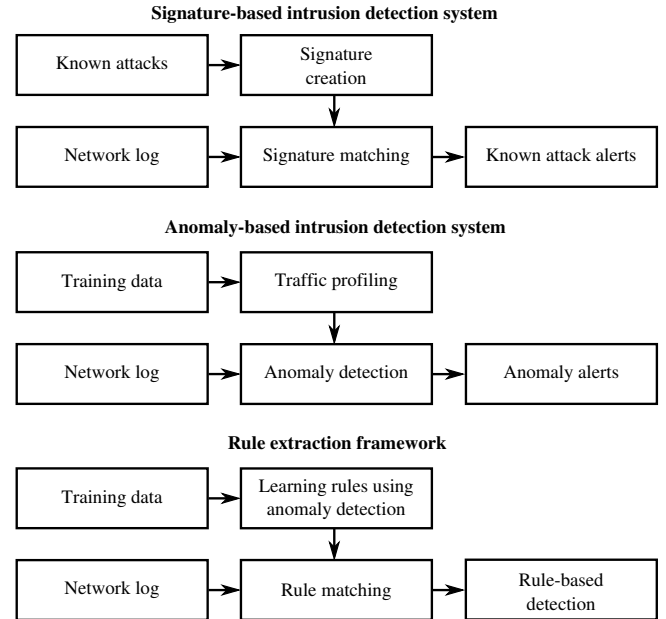 Signature-based intrusion detection system
Known attacks
Signature
creation
Network log
Signature matching
Known attack alerts
Anomaly-based intrusion detection system
Training data
Traffic profiling
Network log
Anomaly detection
Anomaly alerts
Rule extraction framework
Training data
Learning rules using
anomaly detection
Network log
Rule matching
Rule-based
detection